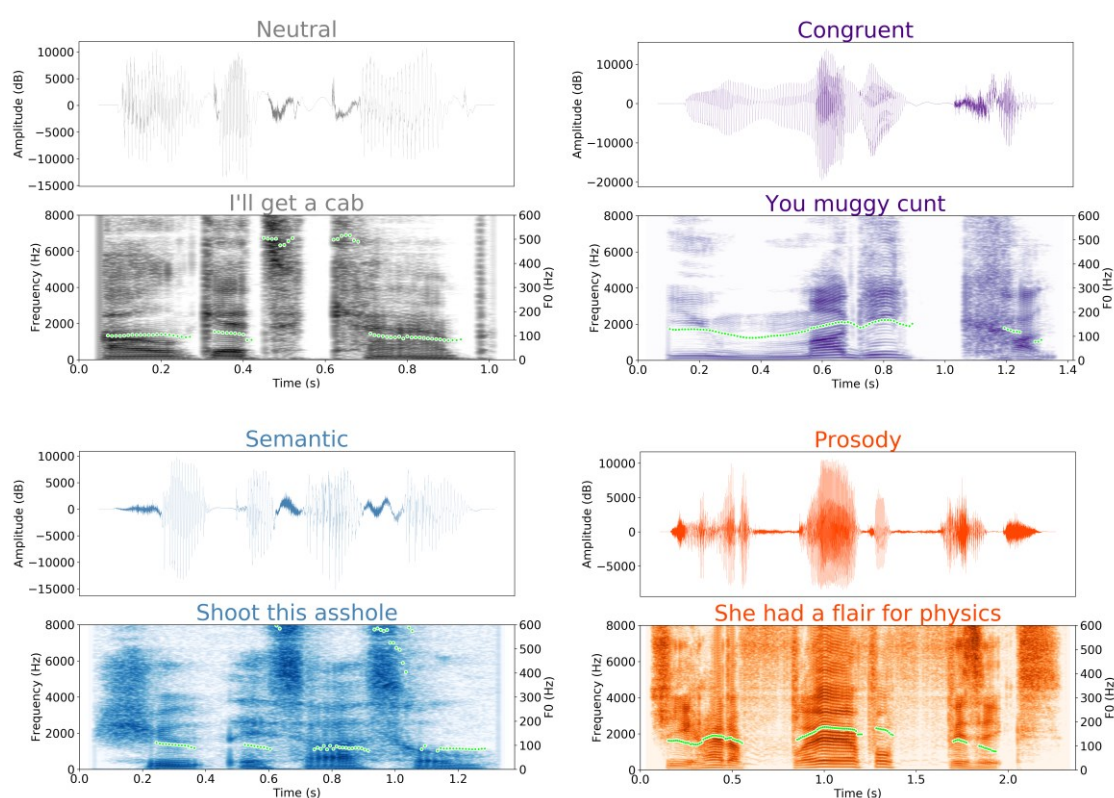 Neutral
Amplitude (dB)
10000
5000
0
−5000
−10000
−15000
I'll get a cab
Frequency (Hz)
8000
6000
4000
2000
0
600
500
400
300
200
100
0
F0 (Hz)
0.0 0.2 0.4 0.6 0.8 1.0
Time (s)
Congruent
Amplitude (dB)
10000
0
−10000
−20000
You muggy cunt
Frequency (Hz)
8000
6000
4000
2000
0
600
500
400
300
200
100
0
F0 (Hz)
0.0 0.2 0.4 0.6 0.8 1.0 1.2 1.4
Time (s)
Semantic
Amplitude (dB)
10000
5000
0
−5000
−10000
−15000
Shoot this asshole
Frequency (Hz)
8000
6000
4000
2000
0
600
500
400
300
200
100
0
F0 (Hz)
0.0 0.2 0.4 0.6 0.8 1.0 1.2
Time (s)
Prosody
Amplitude (dB)
10000
5000
0
−5000
She had a flair for physics
Frequency (Hz)
8000
6000
4000
2000
0
600
500
400
300
200
100
0
F0 (Hz)
0.0 0.5 1.0 1.5 2.0
Time (s)